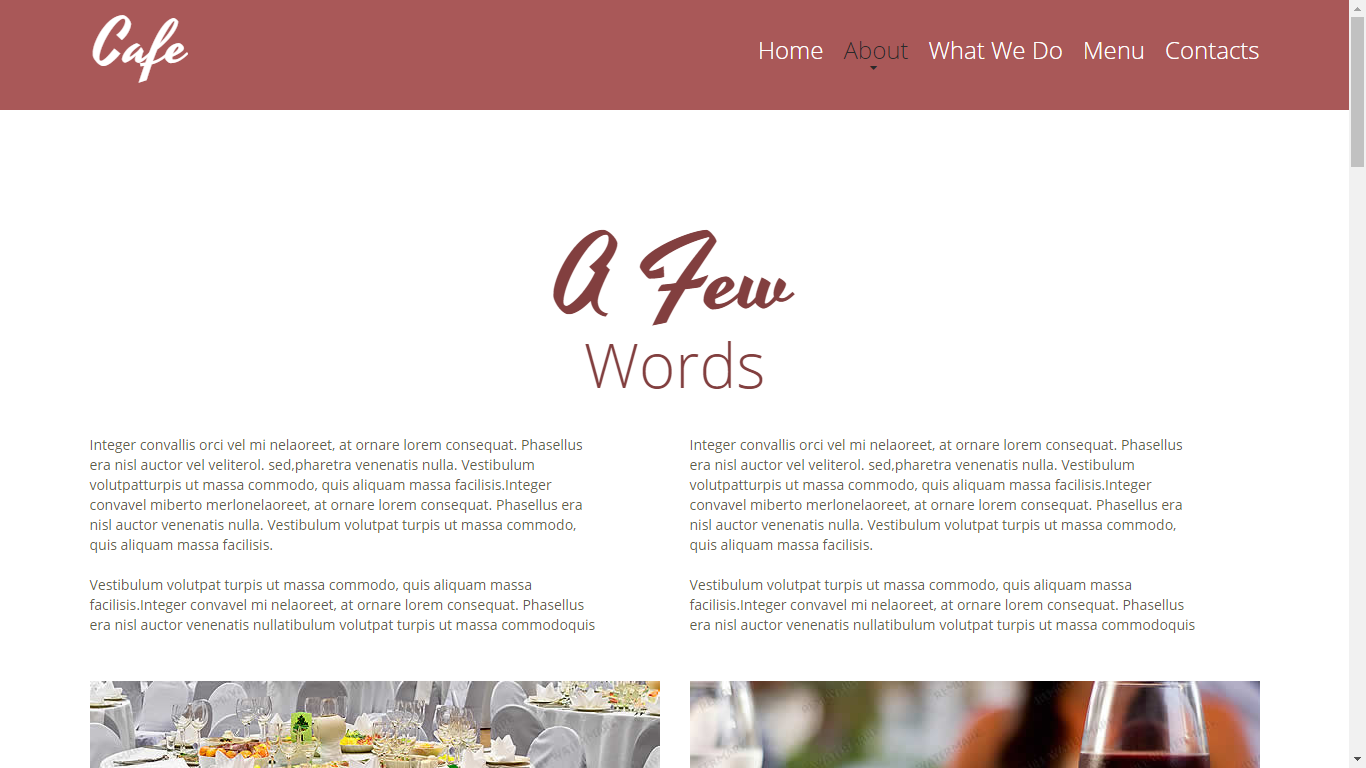 Cafe
Home About What We Do Menu Contacts
A Few
Words
Integer convallis orci vel mi nelaoreet, at ornare lorem consequat. Phasellus
era nisl auctor vel veliterol. sed,pharetra venenatis nulla. Vestibulum
volutpatturpis ut massa commodo, quis aliquam massa facilisis.Integer
convavel miberto merlonelaoreet, at ornare lorem consequat. Phasellus era
nisl auctor venenatis nulla. Vestibulum volutpat turpis ut massa commodo,
quis aliquam massa facilisis.
Vestibulum volutpat turpis ut massa commodo, quis aliquam massa
facilisis.Integer convavel mi nelaoreet, at ornare lorem consequat. Phasellus
era nisl auctor venenatis nullatibulum volutpat turpis ut massa commodoquis
Integer convallis orci vel mi nelaoreet, at ornare lorem consequat. Phasellus
era nisl auctor vel veliterol. sed,pharetra venenatis nulla. Vestibulum
volutpatturpis ut massa commodo, quis aliquam massa facilisis.Integer
convavel miberto merlonelaoreet, at ornare lorem consequat. Phasellus era
nisl auctor venenatis nulla. Vestibulum volutpat turpis ut massa commodo,
quis aliquam massa facilisis.
Vestibulum volutpat turpis ut massa commodo, quis aliquam massa
facilisis.Integer convavel mi nelaoreet, at ornare lorem consequat. Phasellus
era nisl auctor venenatis nullatibulum volutpat turpis ut massa commodoquis